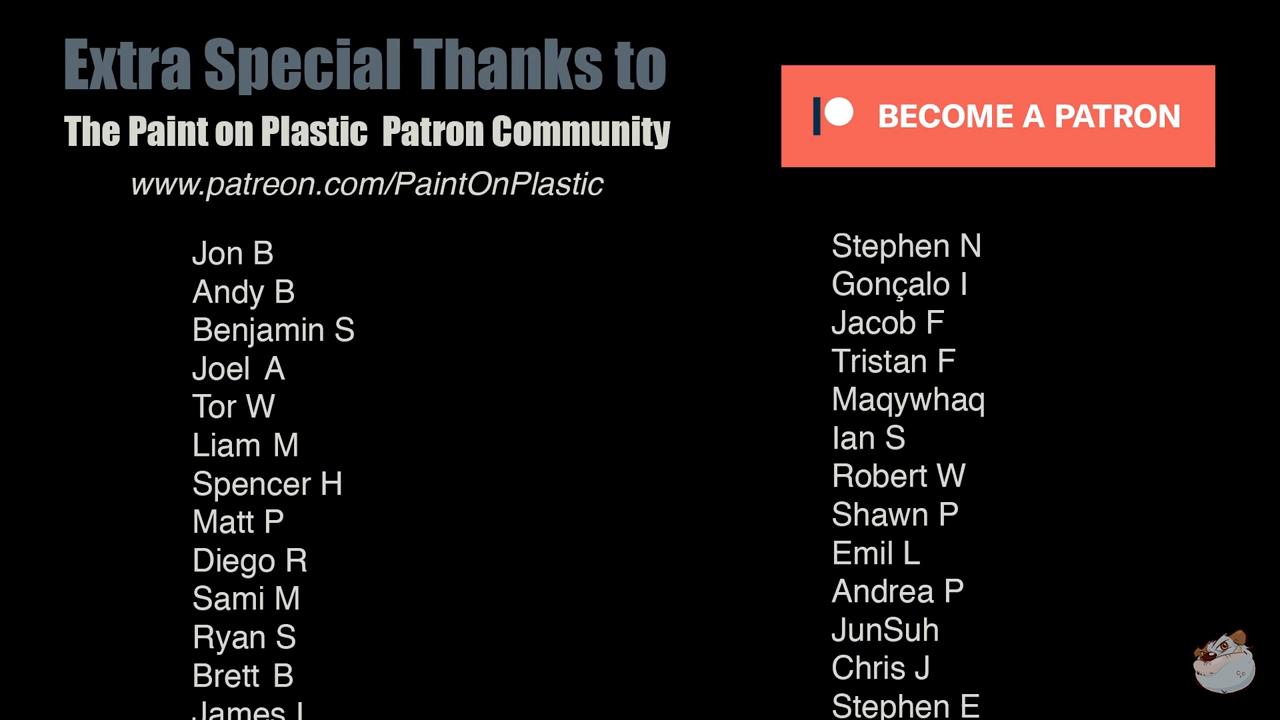 Extra Special Thanks to
The Paint on Plastic Patron Community
www.patreon.com/PaintOnPlastic
BECOME A PATRON
Jon B
Andy B
Benjamin S
Joel A
Tor W
Liam M
Spencer H
Matt P
Diego R
Sami M
Ryan S
Brett B
James
Stephen N
Gonçalo I
Jacob F
Tristan F
Maqywhaq
Ian S
Robert W
Shawn P
Emil L
Andrea P
JunSuh
Chris J
Stephen E